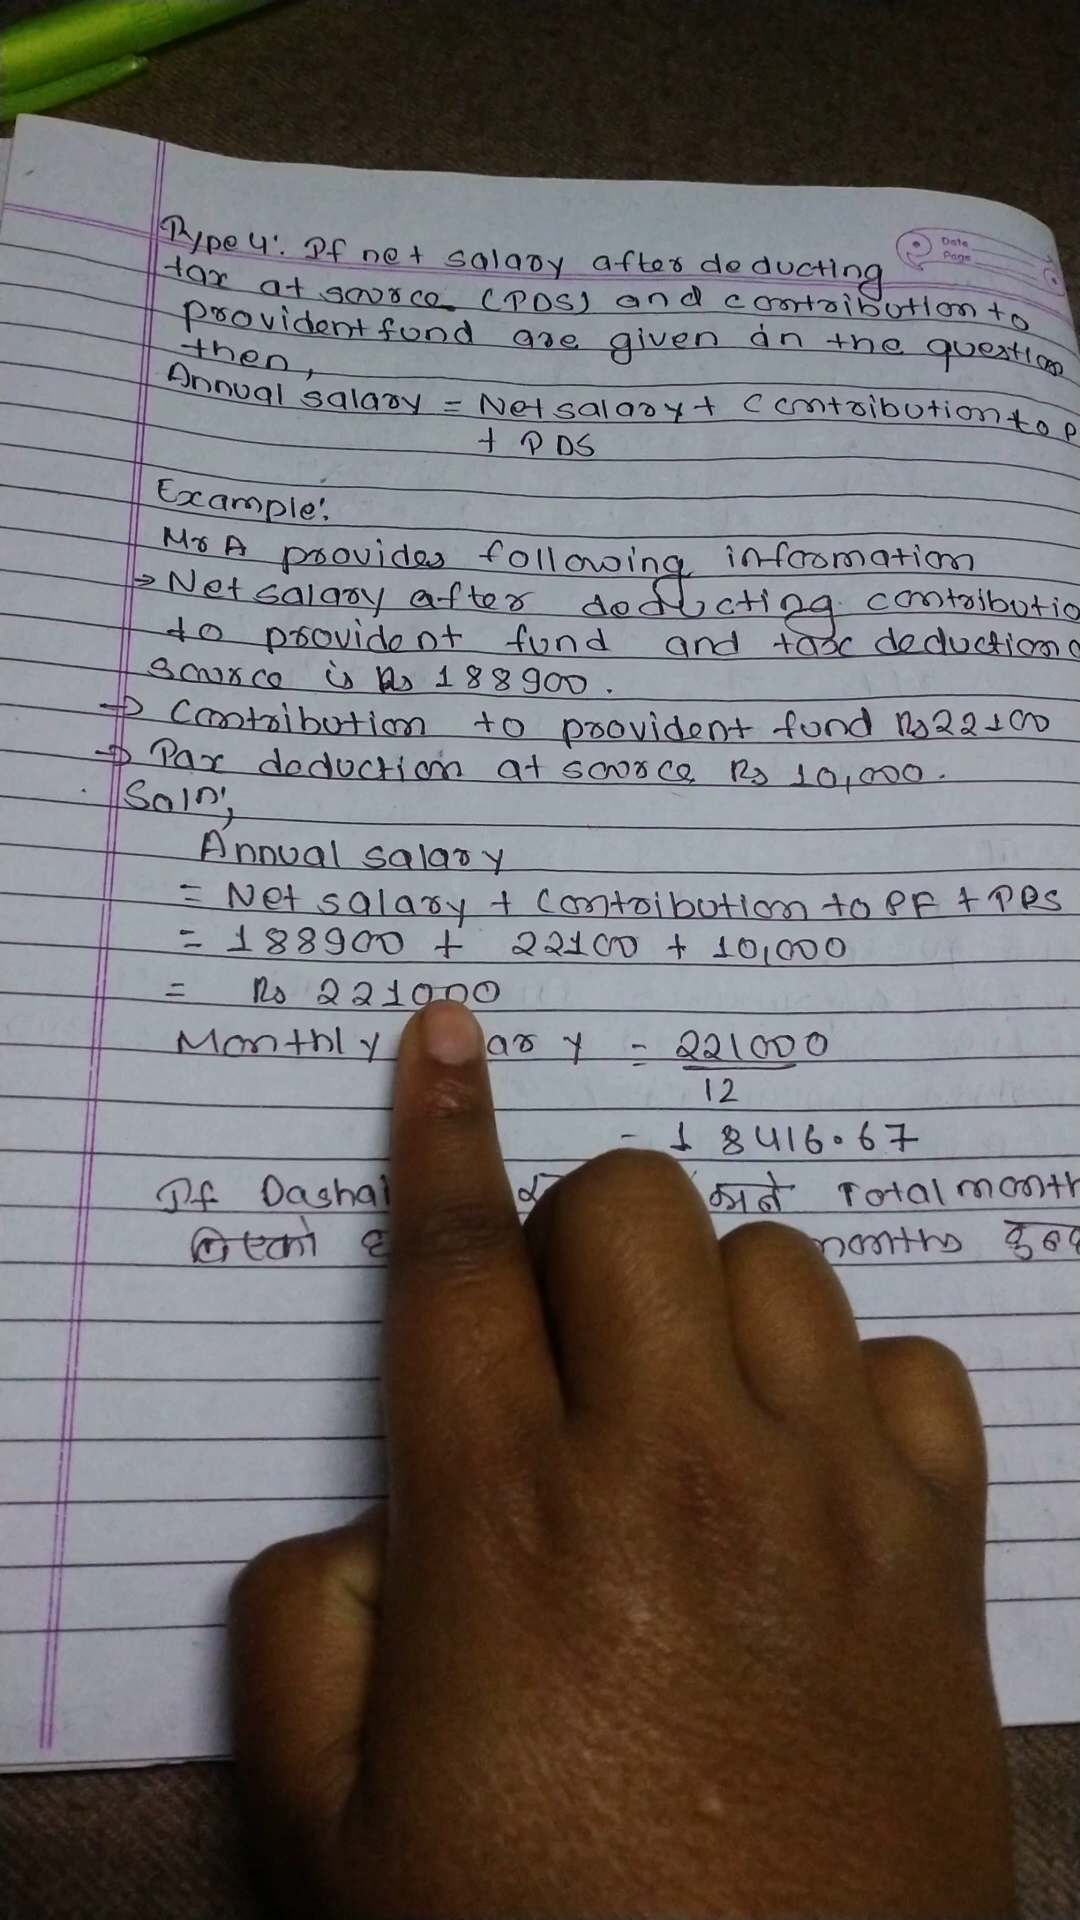 Date
Page
Type 4: If net salary after deducting
tax at source (TDS) and contribution to
provident fund are given in the question
then,
Annual salary = Net salary + Contribution to P
+ TDS
Example:
Mr A provides following information
→ Net salary after deducting contributio
to provident fund and tax deduction
source is Rs 188900.
→ Contribution to provident fund Rs 22100
→ Tax deduction at source Rs 10,000.
Soln;
Annual salary
= Net salary + Contribution to PF + TDS
= 188900 + 22100 + 10,000
= Rs 221000
Monthly ary = 221000
12
= 18416.67
If Dashai Total month
months